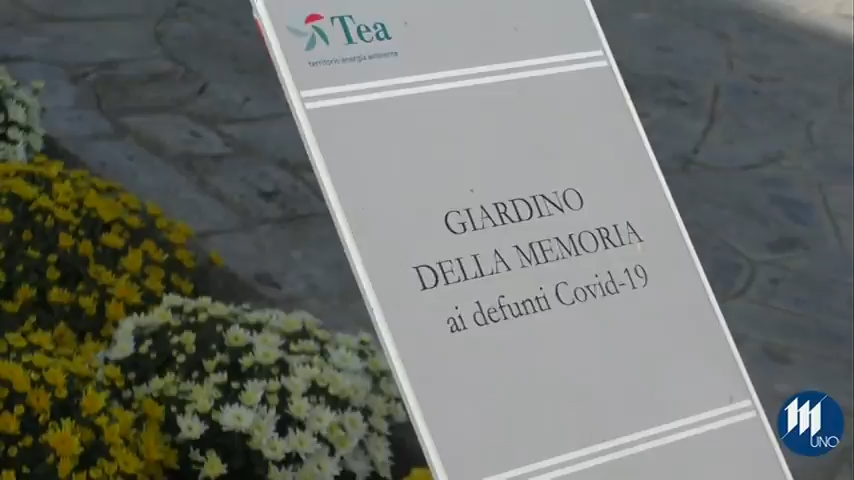 Tea
territorio energia ambiente
GIARDINO
DELLA MEMORIA
ai defunti Covid-19
M
UNO